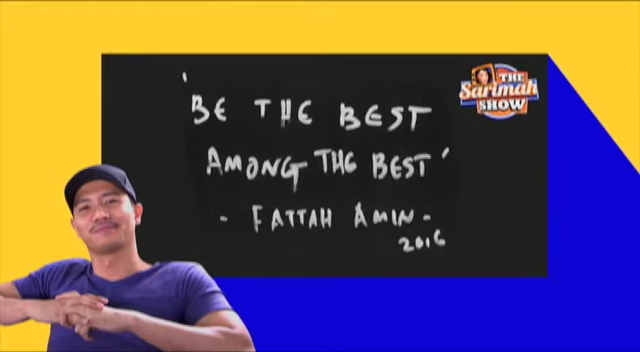 'BE THE BEST
AMONG THE BEST'
- FATTAH AMIN -
2016
THE
Sarimah
SHOW